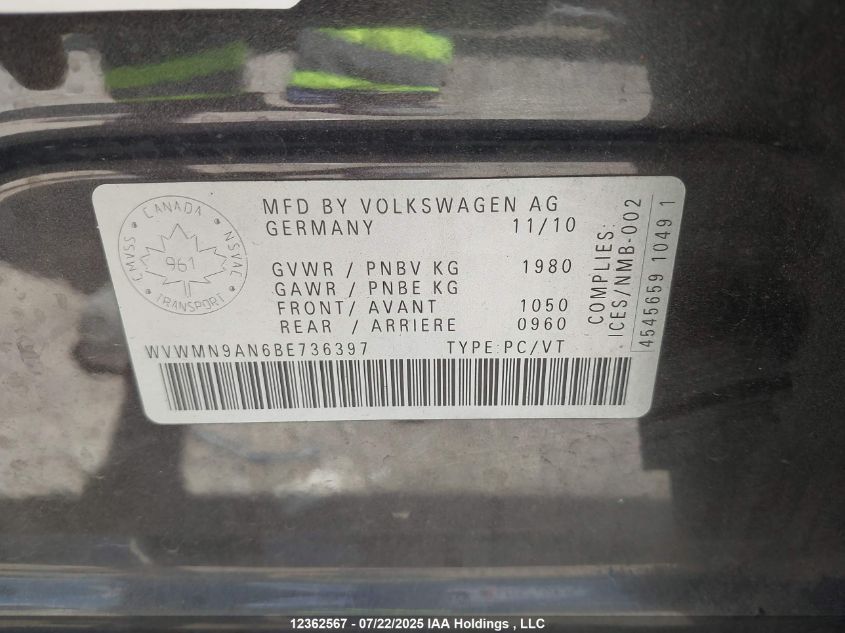 CANADA
CMVSS NSVAC
961
TRANSPORT
MFD BY VOLKSWAGEN AG
GERMANY 11/10
GVWR / PNBV KG 1980
GAWR / PNBE KG
FRONT/ AVANT 1050
REAR / ARRIERE 0960
WVWMN9AN6BE736397 TYPE:PC/VT
COMPLIES:
ICES/NMB-002
4545659 1049 1
12362567 - 07/22/2025 IAA Holdings , LLC